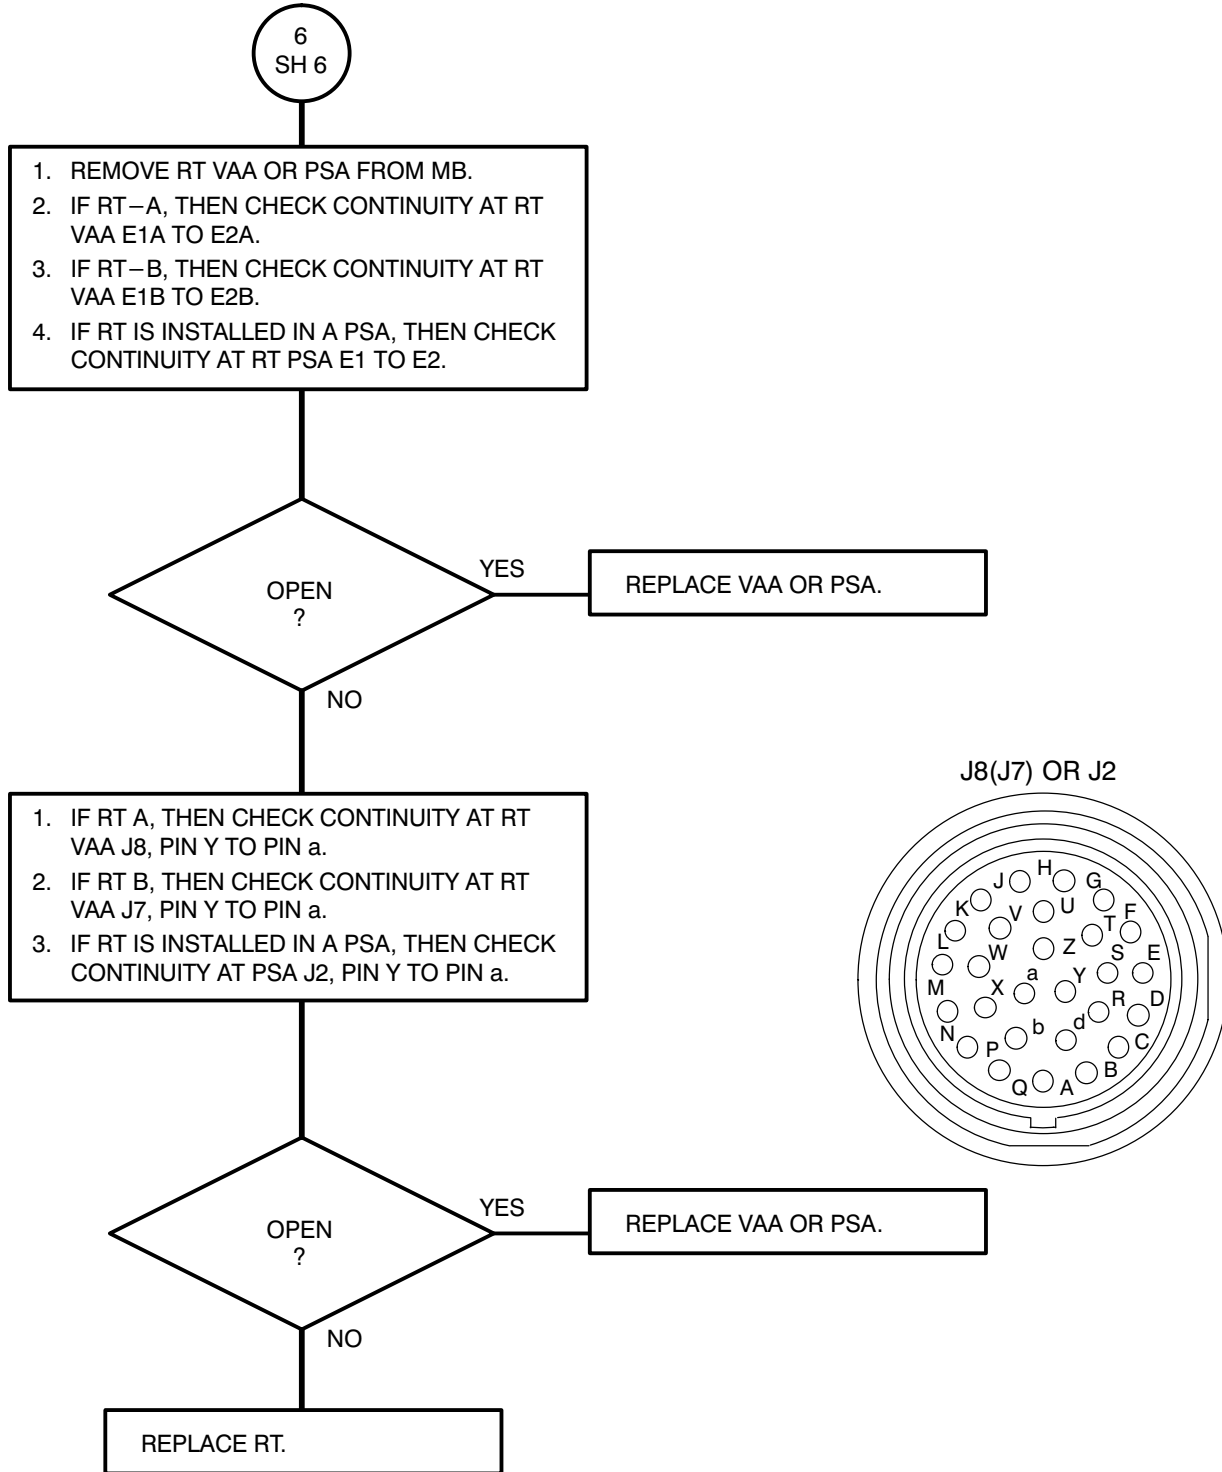 6
SH 6
1. REMOVE RT VAA OR PSA FROM MB.
2. IF RT−A, THEN CHECK CONTINUITY AT RT
VAA E1A TO E2A.
3. IF RT−B, THEN CHECK CONTINUITY AT RT
VAA E1B TO E2B.
4. IF RT IS INSTALLED IN A PSA, THEN CHECK
CONTINUITY AT RT PSA E1 TO E2.
OPEN
?
YES
REPLACE VAA OR PSA.
NO
1. IF RT A, THEN CHECK CONTINUITY AT RT
VAA J8, PIN Y TO PIN a.
2. IF RT B, THEN CHECK CONTINUITY AT RT
VAA J7, PIN Y TO PIN a.
3. IF RT IS INSTALLED IN A PSA, THEN CHECK
CONTINUITY AT PSA J2, PIN Y TO PIN a.
J8(J7) OR J2
J H G
K V U T F
L W Z S E
M X a Y R D
N P b d C
Q A B
OPEN
?
YES
REPLACE VAA OR PSA.
NO
REPLACE RT.